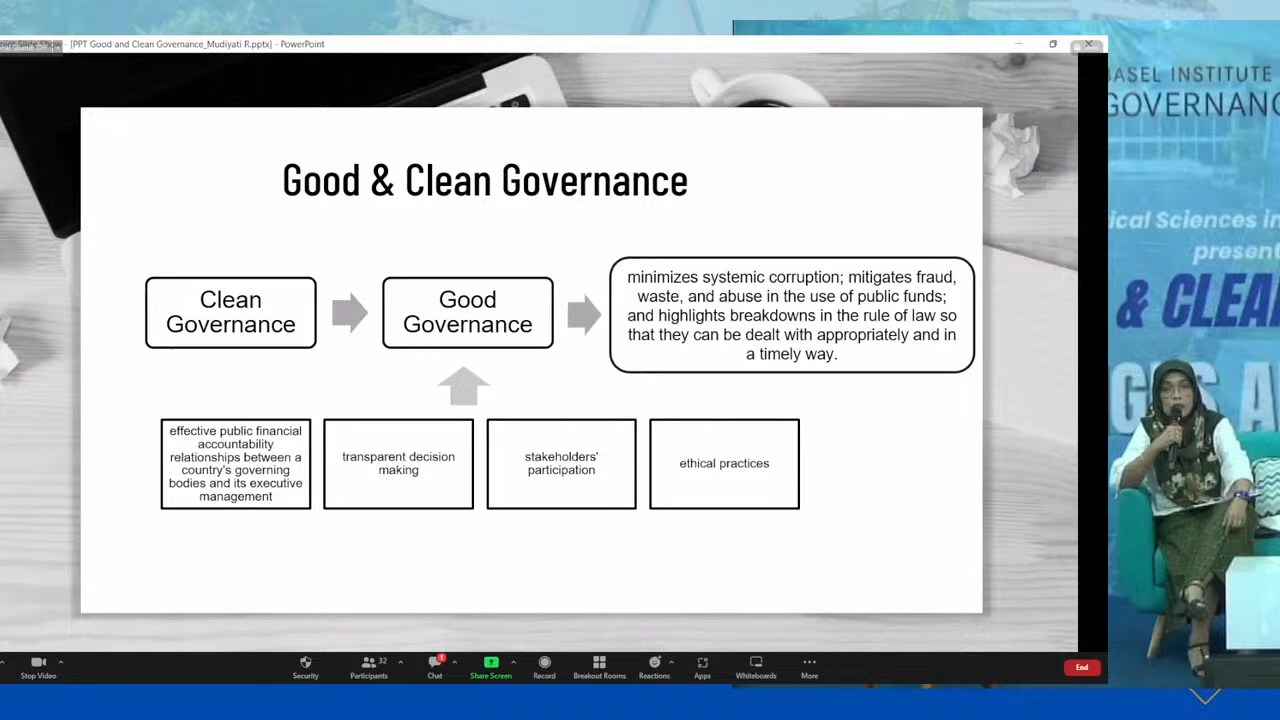 [PPT Good and Clean Governance_Mudiyati R.pptx] - PowerPoint
BASEL INSTITUTE
GOVERNANC
Good & Clean Governance
Clean
Governance
Good
Governance
minimizes systemic corruption; mitigates fraud,
waste, and abuse in the use of public funds;
and highlights breakdowns in the rule of law so
that they can be dealt with appropriately and in
a timely way.
effective public financial
accountability
relationships between a
country's governing
bodies and its executive
management
transparent decision
making
stakeholders'
participation
ethical practices
ical Sciences in
present
& CLEA
GS A
Stop Video
Security
32
Participants
1
Chat
Share Screen
Record
Breakout Rooms
Reactions
Apps
Whiteboards
More
End